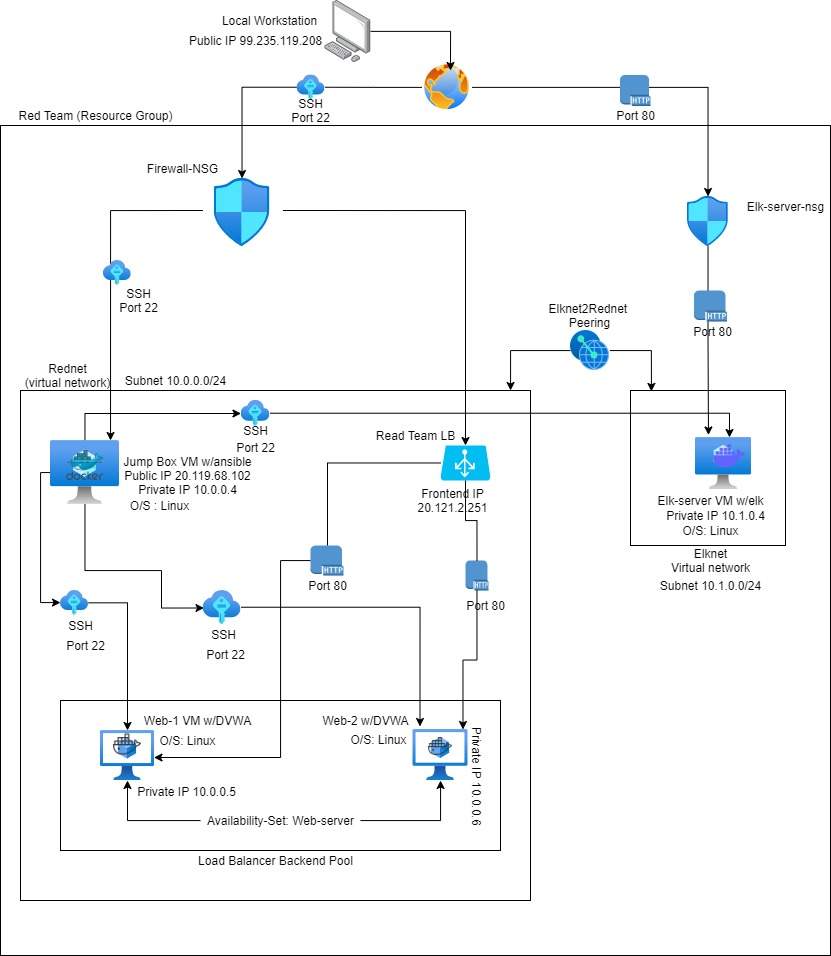 Local Workstation
Public IP 99.235.119.208
SSH
Port 22
HTTP
Port 80
Red Team (Resource Group)
Firewall-NSG
Elk-server-nsg
SSH
Port 22
HTTP
Port 80
Elknet2Rednet
Peering
Rednet
(virtual network)
Subnet 10.0.0.0/24
SSH
Port 22
Read Team LB
docker
Jump Box VM w/ansible
Public IP 20.119.68.102
Private IP 10.0.0.4
O/S : Linux
Frontend IP
20.121.2.251
Elk-server VM w/elk
Private IP 10.1.0.4
O/S: Linux
Elknet
Virtual network
Subnet 10.1.0.0/24
HTTP
Port 80
HTTP
Port 80
SSH
Port 22
SSH
Port 22
Web-1 VM w/DVWA
O/S: Linux
Private IP 10.0.0.5
Web-2 w/DVWA
O/S: Linux
Private IP 10.0.0.6
Availability-Set: Web-server
Load Balancer Backend Pool